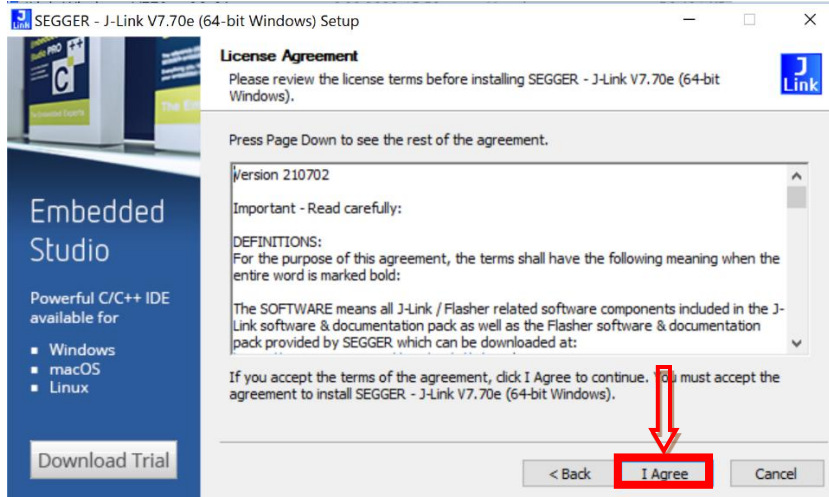 J
Link
SEGGER - J-Link V7.70e (64-bit Windows) Setup
Embedded
Studio PRO
C
The Embedded Experts
License Agreement
Please review the license terms before installing SEGGER - J-Link V7.70e (64-bit
Windows).
J
Link
Press Page Down to see the rest of the agreement.
Version 210702
Important - Read carefully:
DEFINITIONS:
For the purpose of this agreement, the terms shall have the following meaning when the
entire word is marked bold:
The SOFTWARE means all J-Link / Flasher related software components included in the J-
Link software & documentation pack as well as the Flasher software & documentation
pack provided by SEGGER which can be downloaded at:
If you accept the terms of the agreement, click I Agree to continue. You must accept the
agreement to install SEGGER - J-Link V7.70e (64-bit Windows).
Embedded
Studio
Powerful C/C++ IDE
available for
▪ Windows
▪ macOS
▪ Linux
Download Trial
< Back
I Agree
Cancel